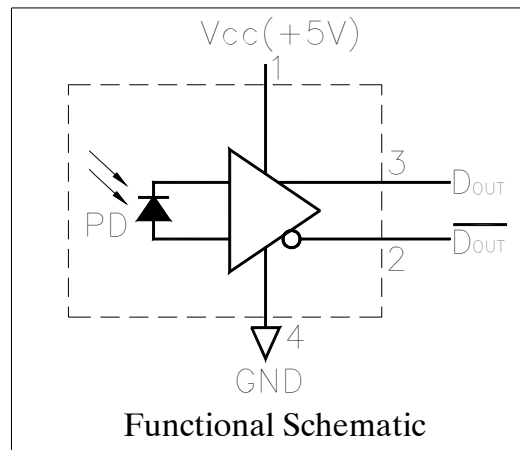 Vcc(+5V)
1
3
DOUT
PD
DOUT
2
4
GND
Functional Schematic